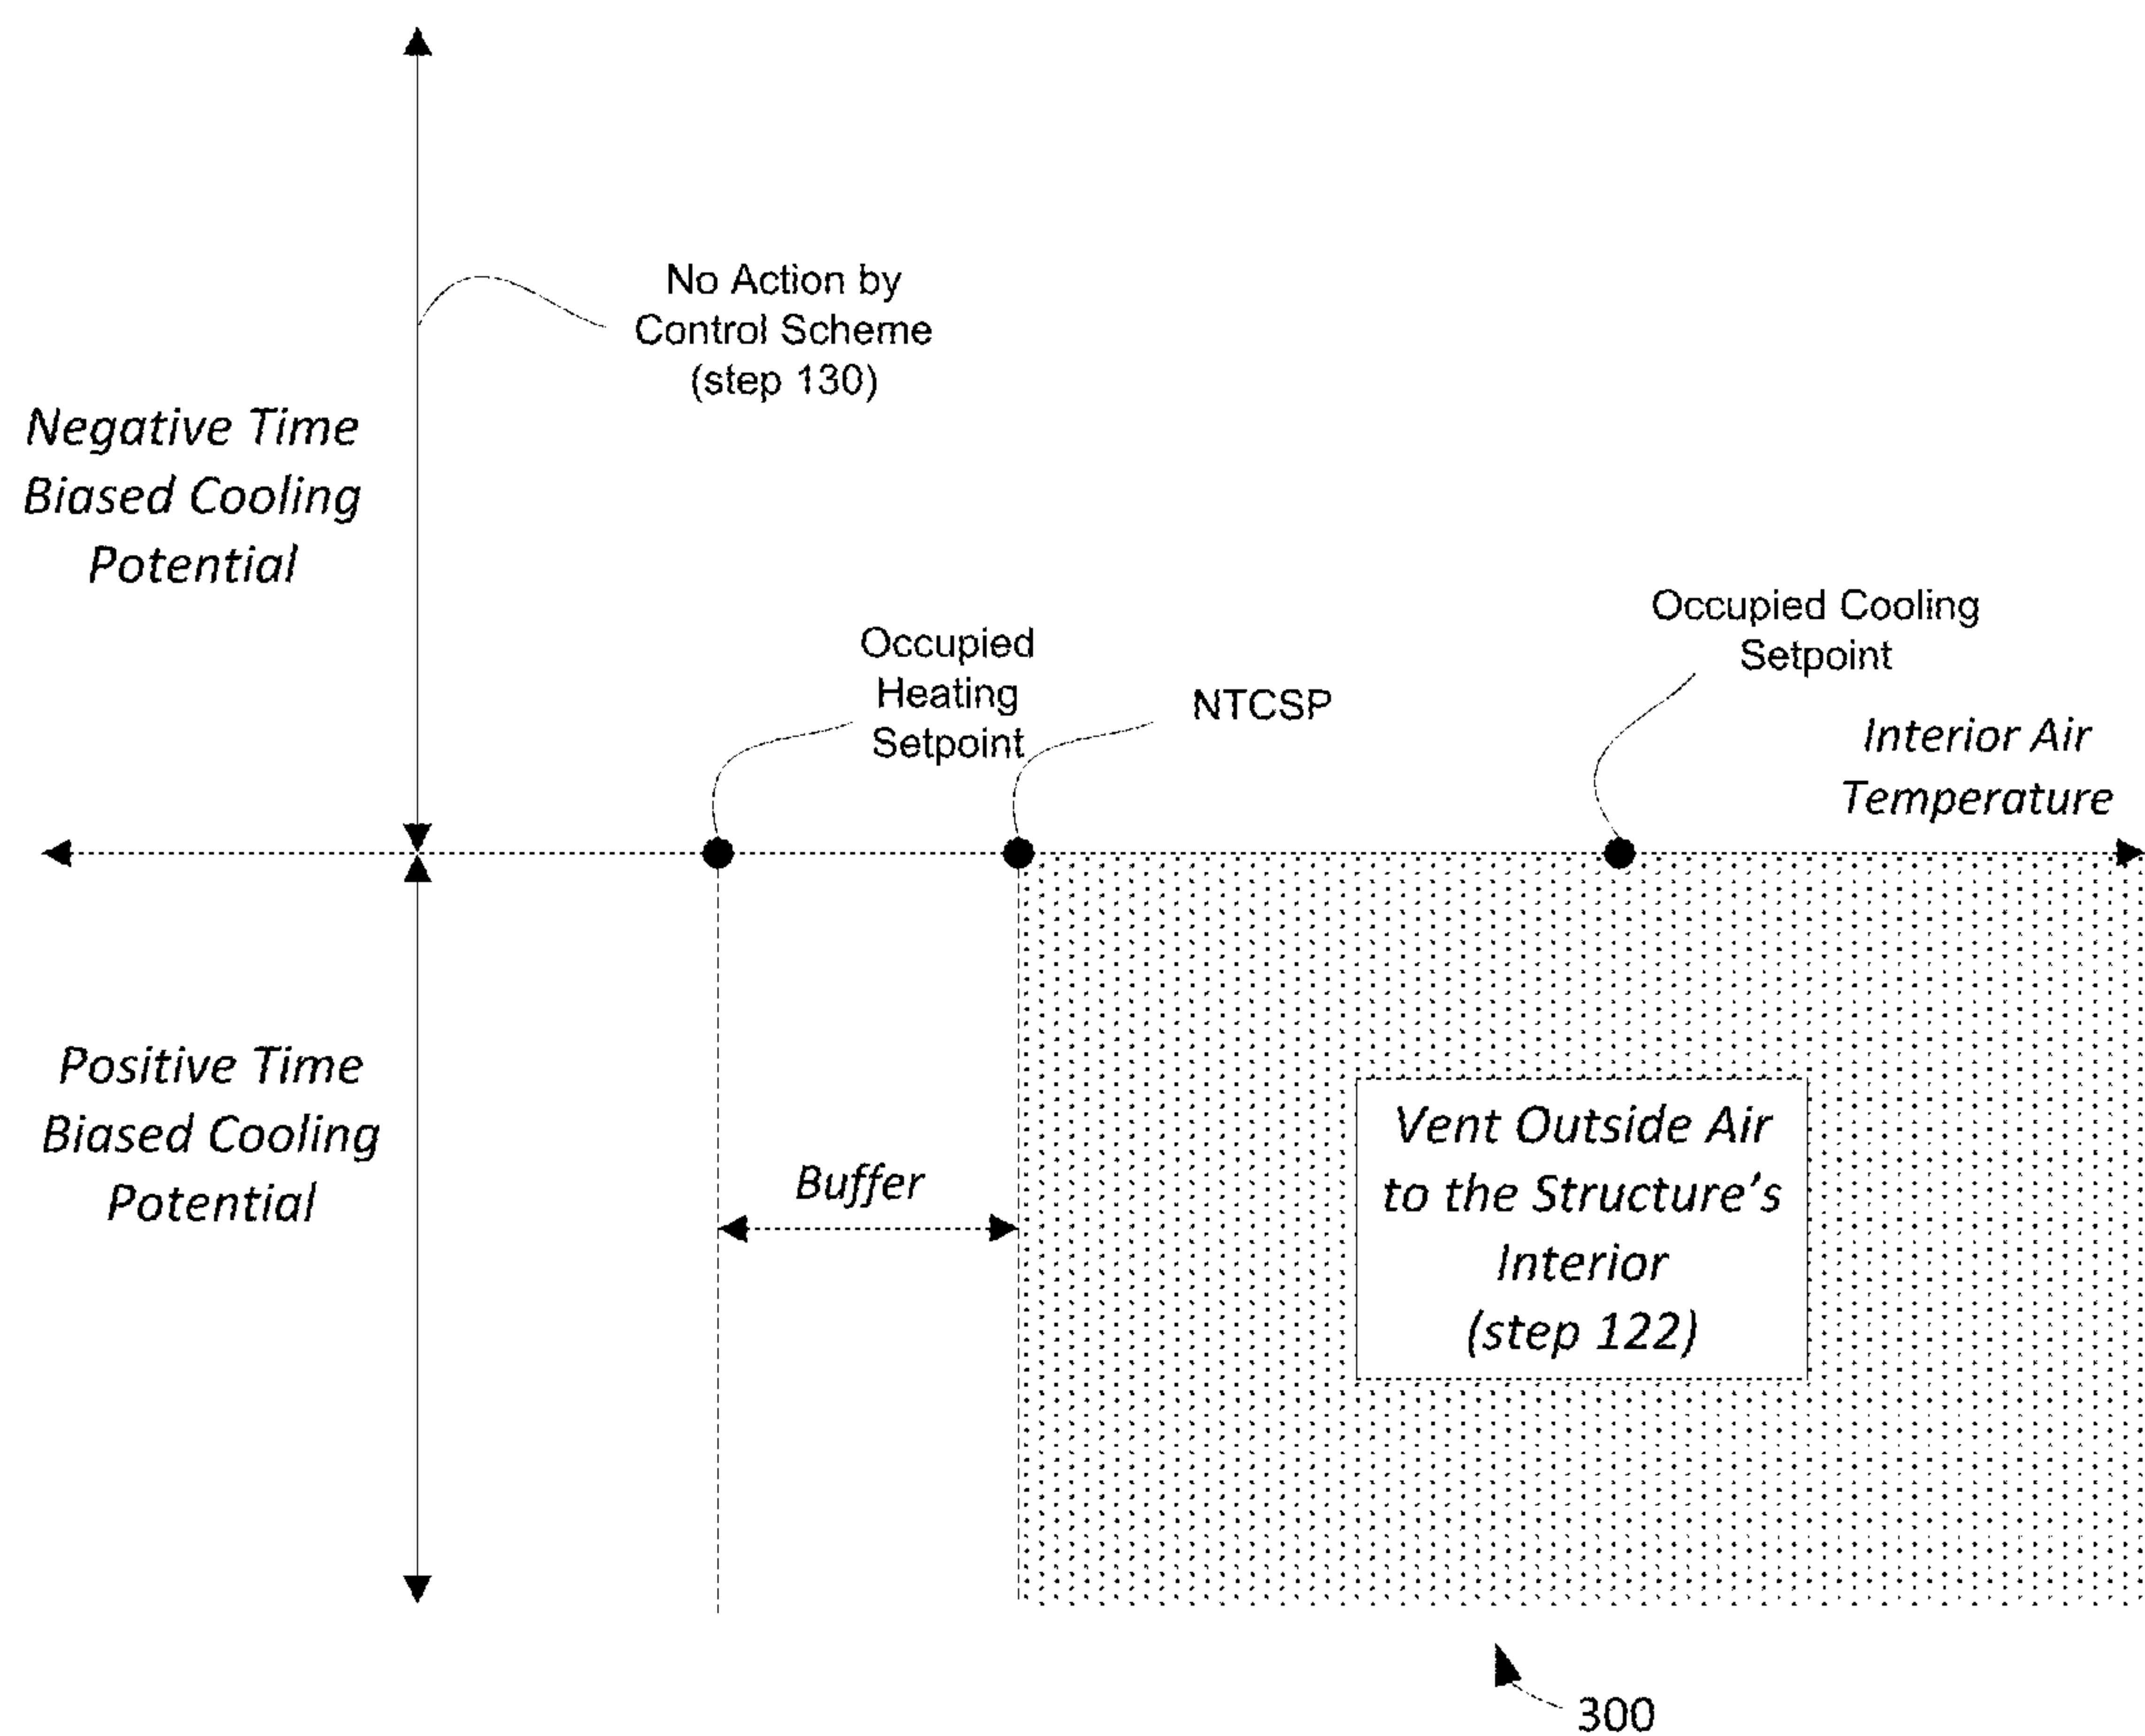 No Action by
Control Scheme
(step 130)
Negative Time
Biased Cooling
Potential
Occupied
Heating
Setpoint
NTCSP
Occupied Cooling
Setpoint
Interior Air
Temperature
Positive Time
Biased Cooling
Potential
Buffer
Vent Outside Air
to the Structure's
Interior
(step 122)
300